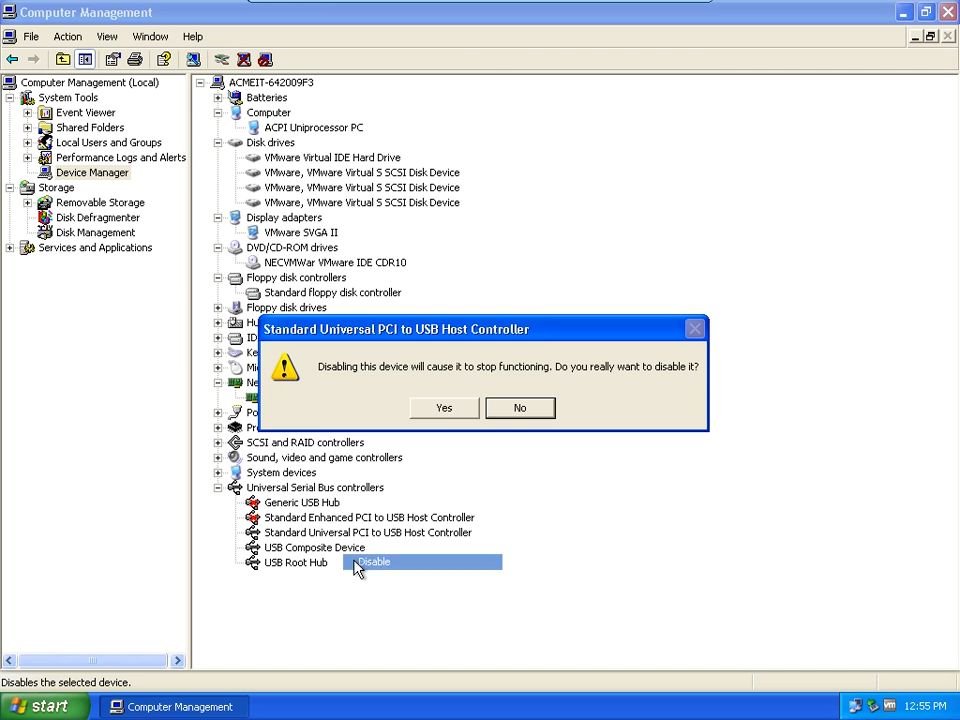 Computer Management
File Action View Window Help
Computer Management (Local)
System Tools
Event Viewer
Shared Folders
Local Users and Groups
Performance Logs and Alerts
Device Manager
Storage
Removable Storage
Disk Defragmenter
Disk Management
Services and Applications
ACMEIT-642009F3
Batteries
Computer
ACPI Uniprocessor PC
Disk drives
VMware Virtual IDE Hard Drive
VMware, VMware Virtual S SCSI Disk Device
VMware, VMware Virtual S SCSI Disk Device
VMware, VMware Virtual S SCSI Disk Device
Display adapters
VMware SVGA II
DVD/CD-ROM drives
NECVMWar VMware IDE CDR10
Floppy disk controllers
Standard floppy disk controller
Floppy disk drives
Hu
ID
Ke
Mi
Ne
Po
Pr
Standard Universal PCI to USB Host Controller
Disabling this device will cause it to stop functioning. Do you really want to disable it?
Yes No
SCSI and RAID controllers
Sound, video and game controllers
System devices
Universal Serial Bus controllers
Generic USB Hub
Standard Enhanced PCI to USB Host Controller
Standard Universal PCI to USB Host Controller
USB Composite Device
USB Root Hub
Disable
Disables the selected device.
start Computer Management 12:55 PM